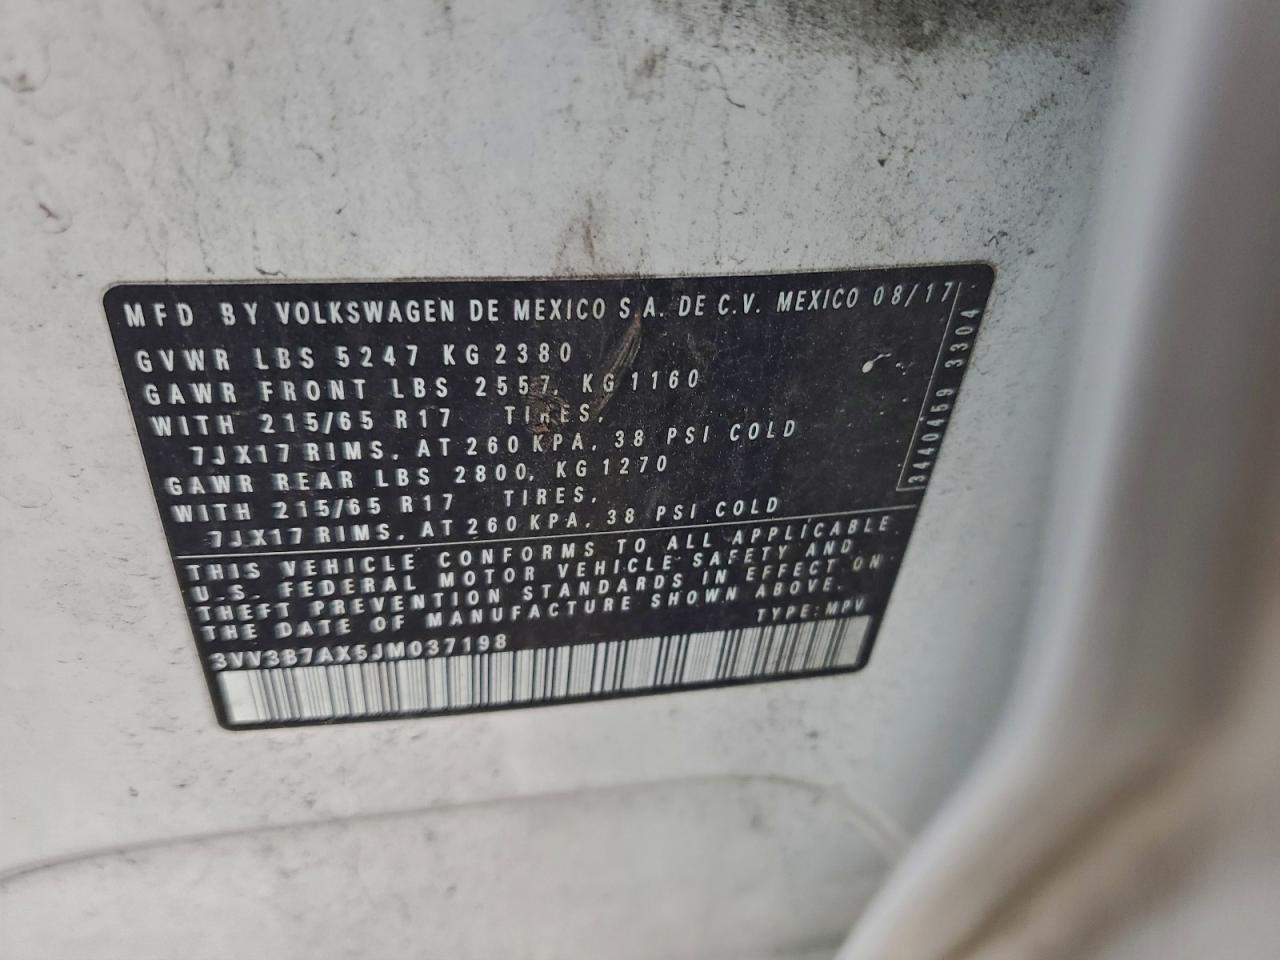 MFD BY VOLKSWAGEN DE MEXICO S.A. DE C.V. MEXICO 08/17
GVWR LBS 5247 KG 2380
GAWR FRONT LBS 2557, KG 1160
WITH 215/65 R17 TIRES,
7JX17 RIMS, AT 260 KPA, 38 PSI COLD
GAWR REAR LBS 2800, KG 1270
WITH 215/65 R17 TIRES,
7JX17 RIMS, AT 260 KPA, 38 PSI COLD
3440459 3304
THIS VEHICLE CONFORMS TO ALL APPLICABLE
U.S. FEDERAL MOTOR VEHICLE SAFETY AND
THEFT PREVENTION STANDARDS IN EFFECT ON
THE DATE OF MANUFACTURE SHOWN ABOVE.
TYPE: MPV
3VV3B7AX5JM037198